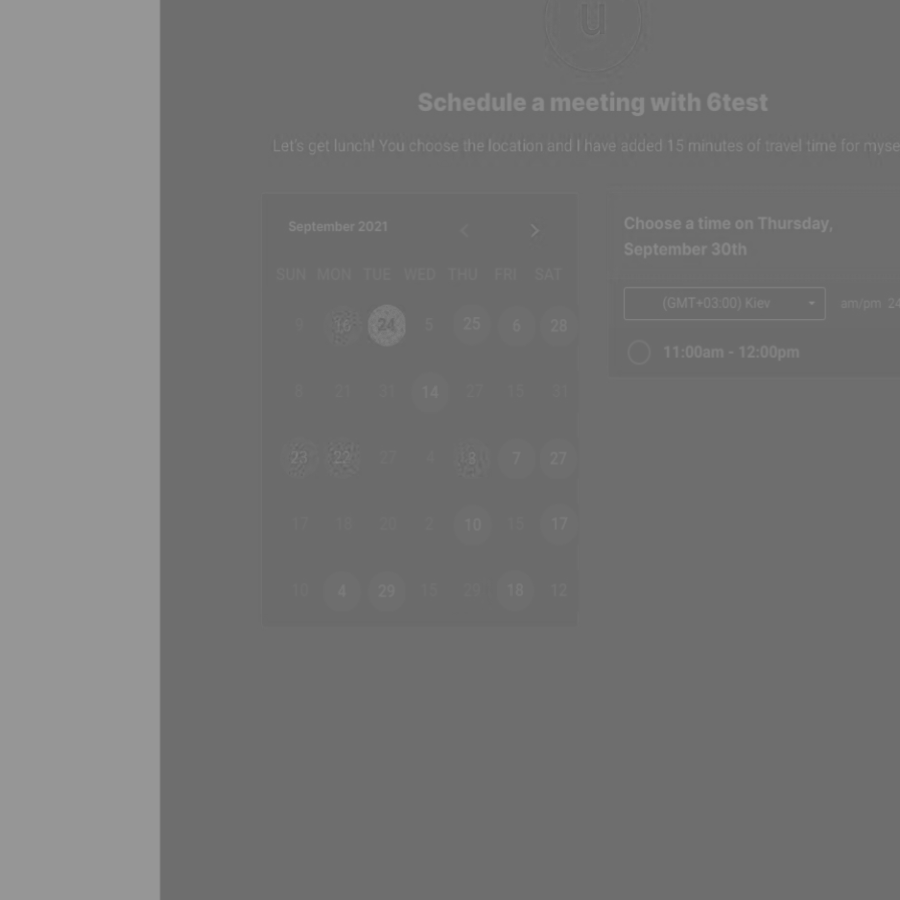 u
Schedule a meeting with 6test
Let's get lunch! You choose the location and I have added 15 minutes of travel time for myse
September 2021
SUN MON TUE WED THU FRI SAT
9 16 24 5 25 6 28
8 21 31 14 27 13 31
23 22 27 4 8 7 27
17 18 20 2 10 18 17
19 4 29 15 29 18 12
Choose a time on Thursday,
September 30th
(GMT+03:00) Kiev am/pm 24
11:00am - 12:00pm